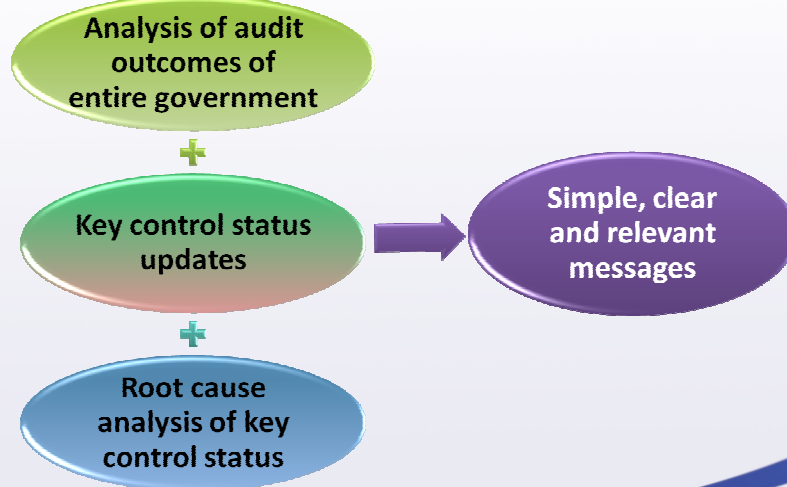 Analysis of audit
outcomes of
entire government
+
Key control status
updates
+
Root cause
analysis of key
control status
Simple, clear
and relevant
messages